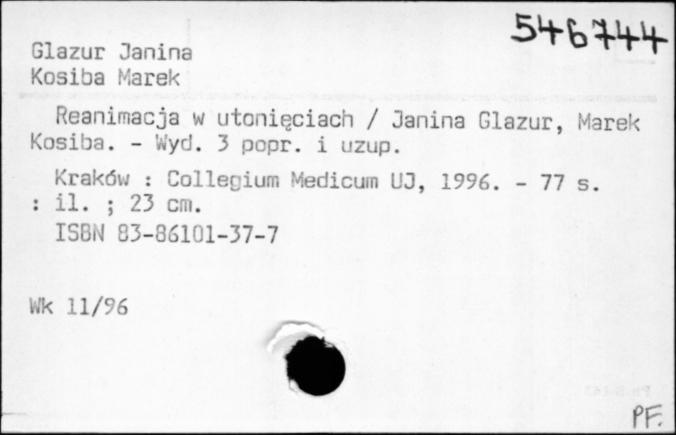 546744
Glazur Janina
Kosiba Marek
Reanimacja w utonięciach / Janina Glazur, Marek
Kosiba. - Wyd. 3 popr. i uzup.
Kraków : Collegium Medicum UJ, 1996. - 77 s.
: il. ; 23 cm.
ISBN 83-86101-37-7
Wk 11/96
PF.